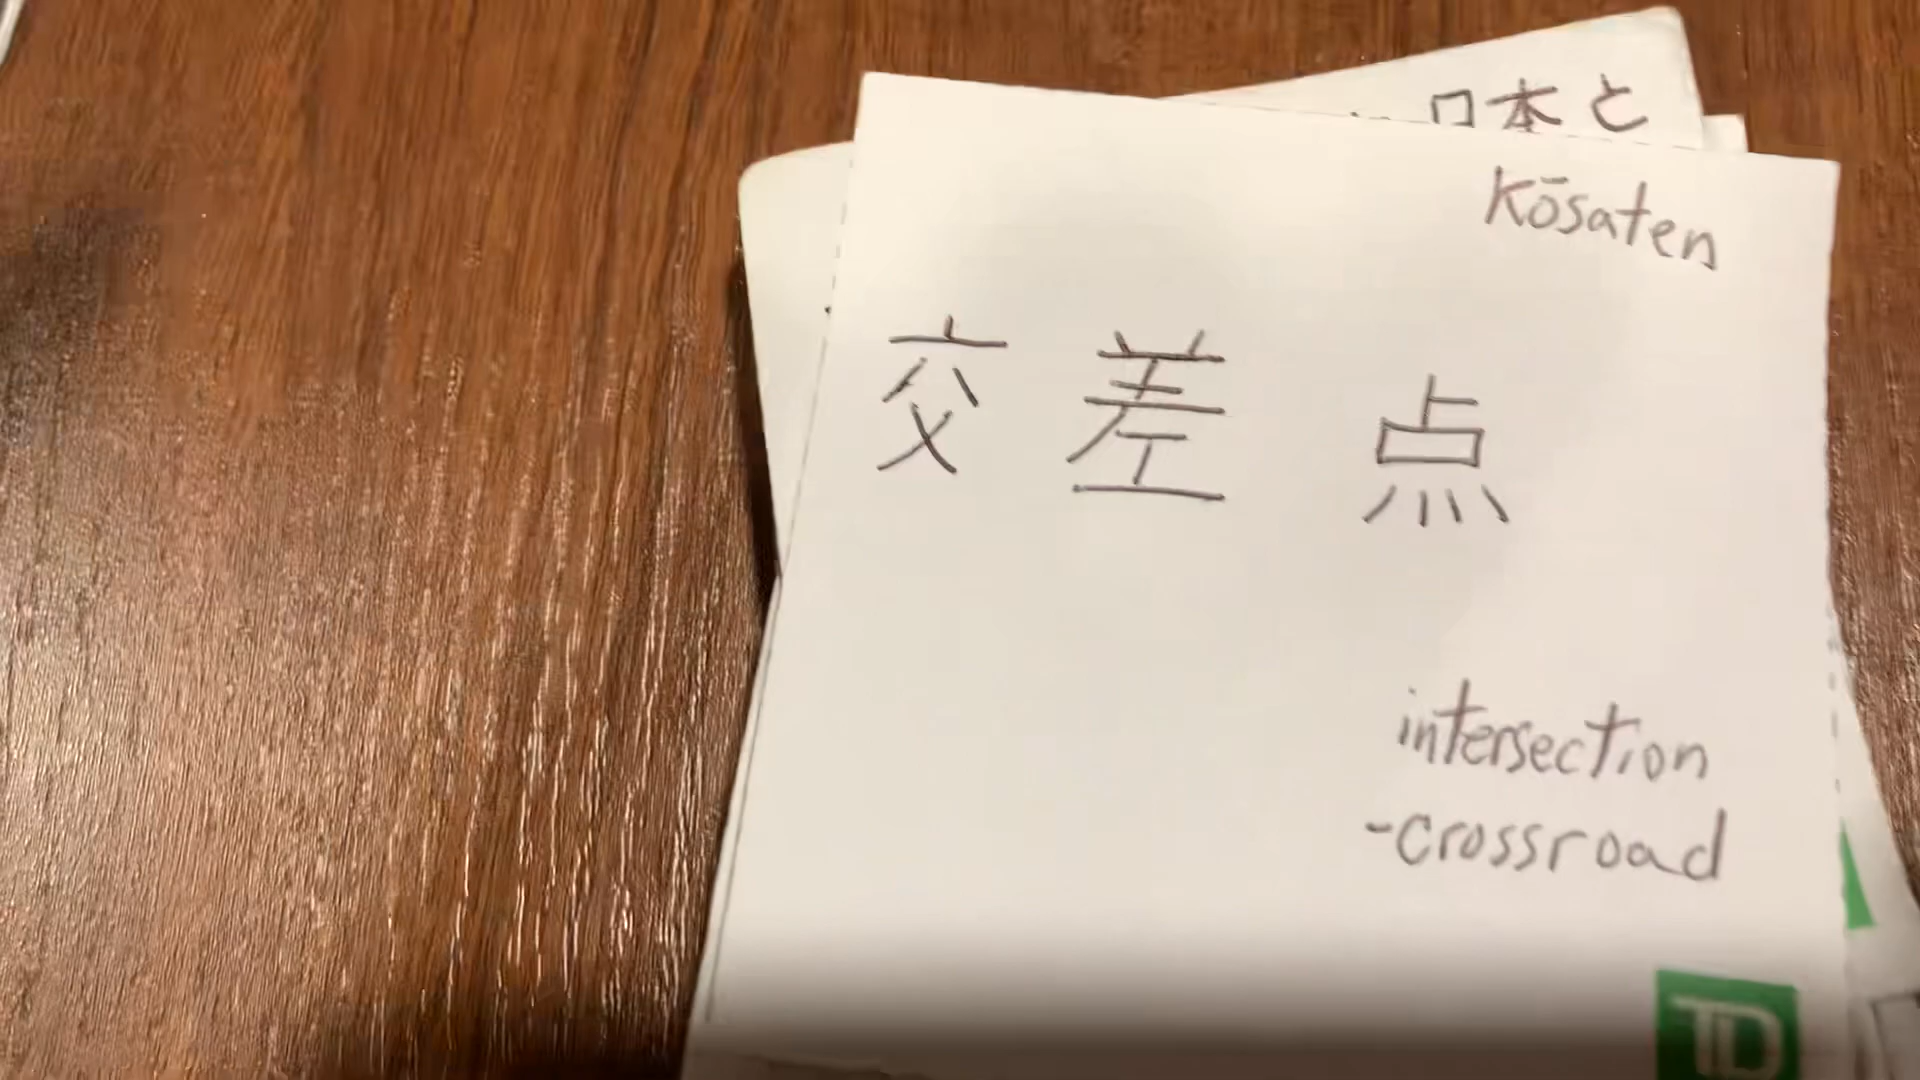 日本と
kōsaten
交差点
intersection
-crossroad
TD